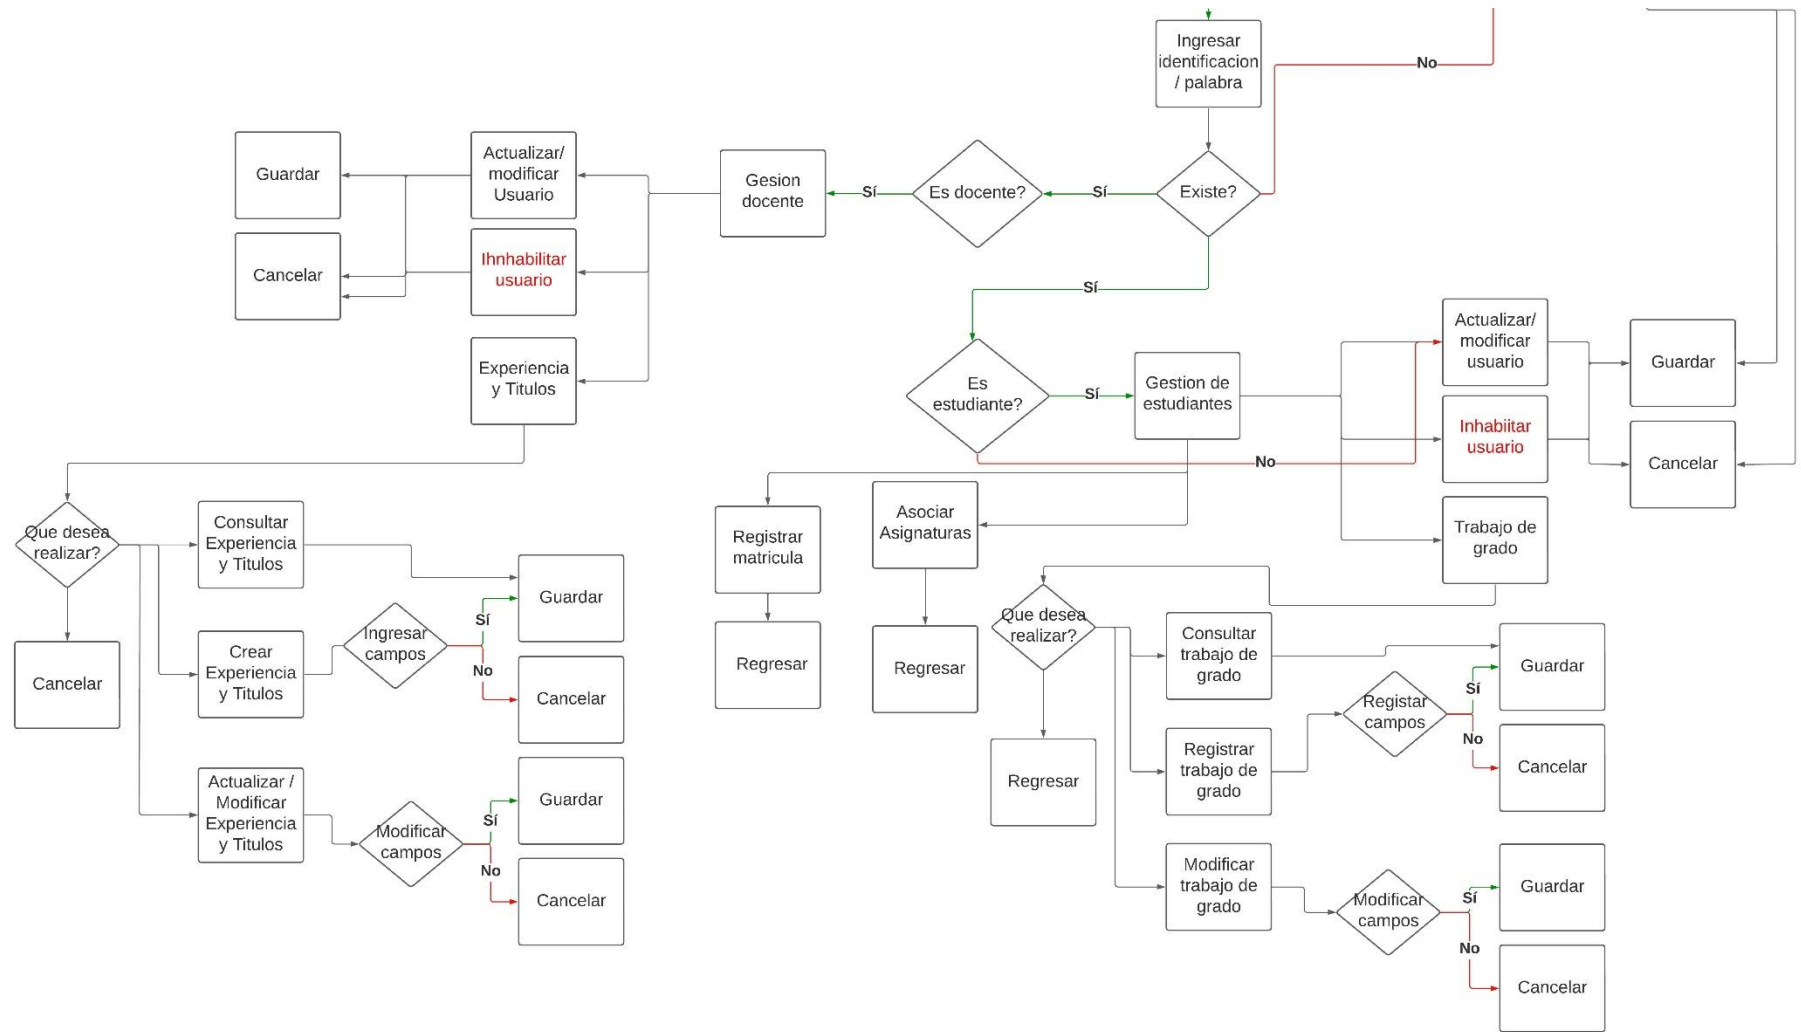 Ingresar
identificacion
/ palabra
No
Guardar
Actualizar/
modificar
Usuario
Gesion
docente
Sí
Es docente?
Sí
Existe?
Cancelar
Ihnhabilitar
usuario
Sí
Experiencia
y Titulos
Es
estudiante?
Sí
Gestion de
estudiantes
Actualizar/
modificar
usuario
Guardar
No
Inhabiitar
usuario
Cancelar
Que desea
realizar?
Consultar
Experiencia
y Titulos
Registrar
matricula
Asociar
Asignaturas
Trabajo de
grado
Guardar
Sí
Ingresar
campos
No
Crear
Experiencia
y Titulos
Cancelar
Cancelar
Regresar
Regresar
Que desea
realizar?
Consultar
trabajo de
grado
Guardar
Sí
Registar
campos
No
Registrar
trabajo de
grado
Cancelar
Regresar
Actualizar /
Modificar
Experiencia
y Titulos
Modificar
campos
Sí
No
Guardar
Cancelar
Modificar
trabajo de
grado
Modificar
campos
Sí
No
Guardar
Cancelar